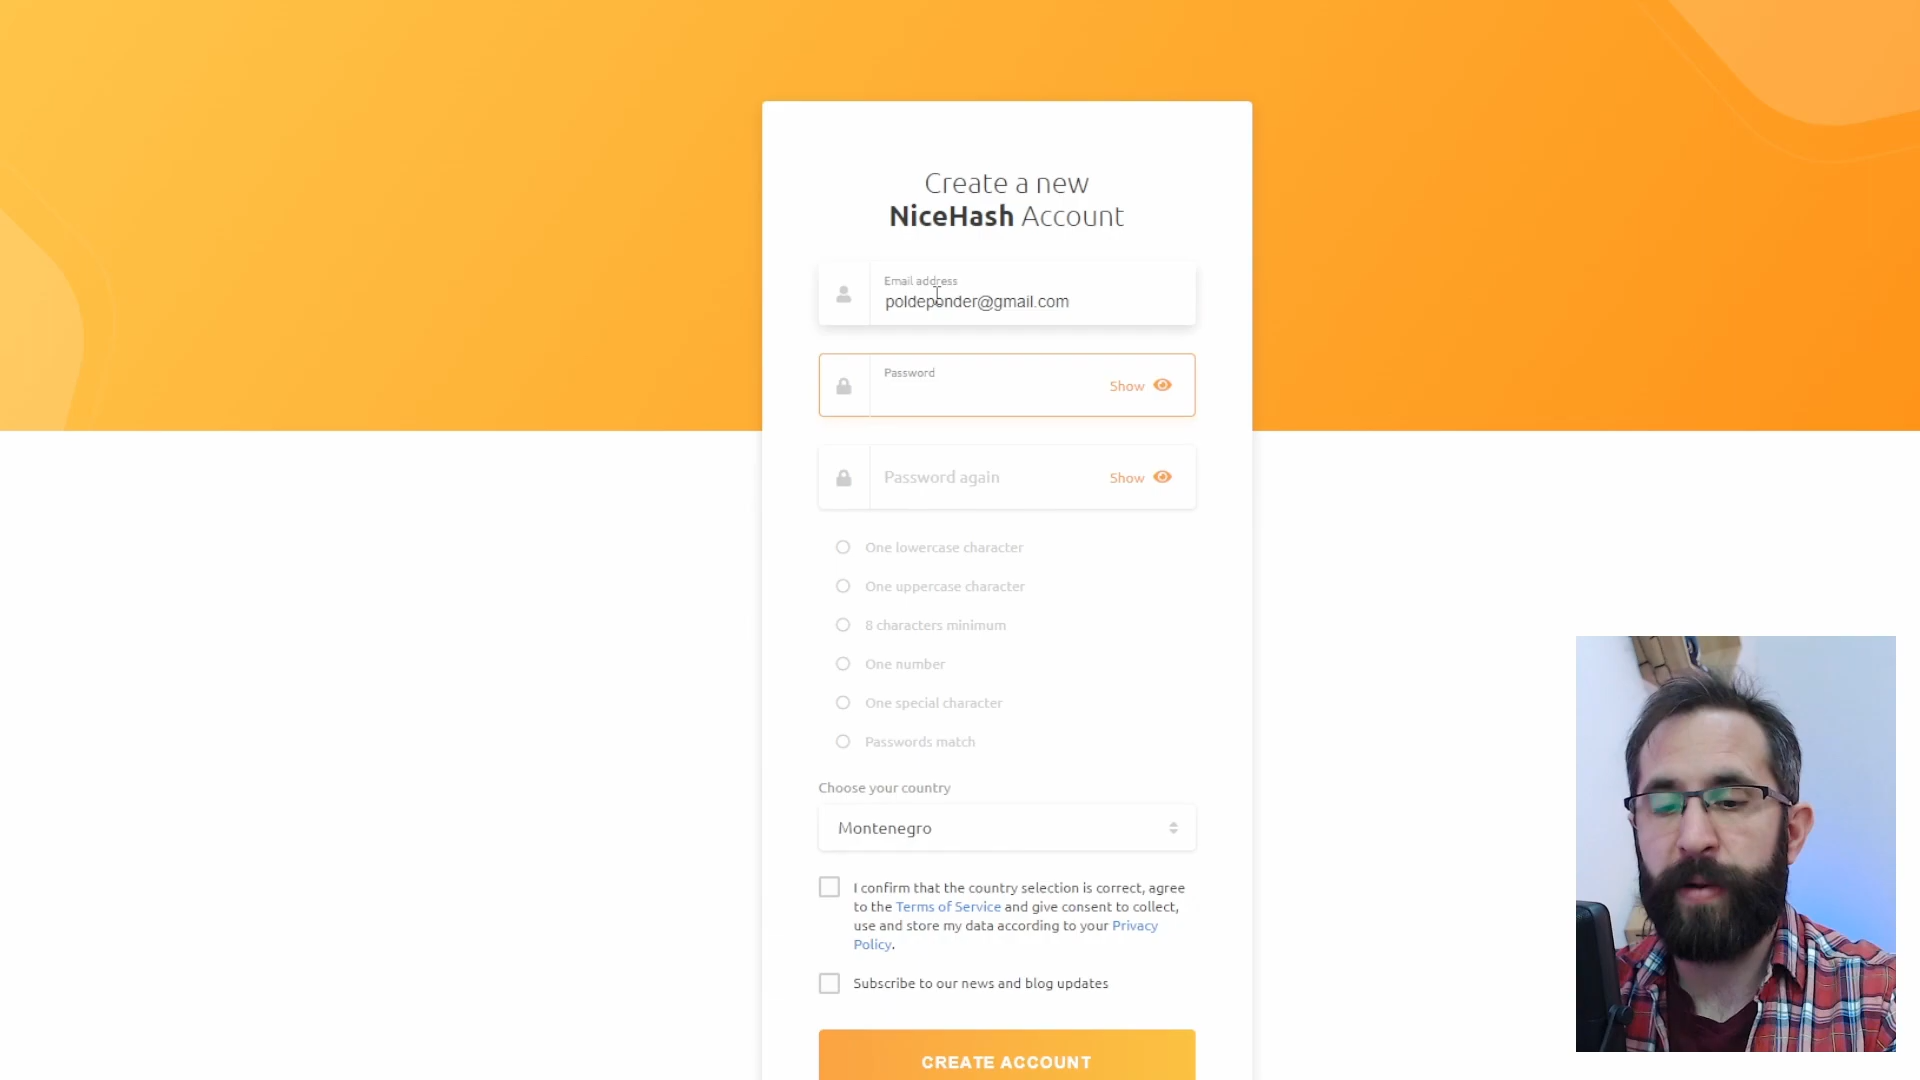 Create a new
NiceHash Account
Email address
poldeponder@gmail.com
Password
Show
Password again
Show
One lowercase character
One uppercase character
8 characters minimum
One number
One special character
Passwords match
Choose your country
Montenegro
I confirm that the country selection is correct, agree
to the Terms of Service and give consent to collect,
use and store my data according to your Privacy
Policy.
Subscribe to our news and blog updates
CREATE ACCOUNT